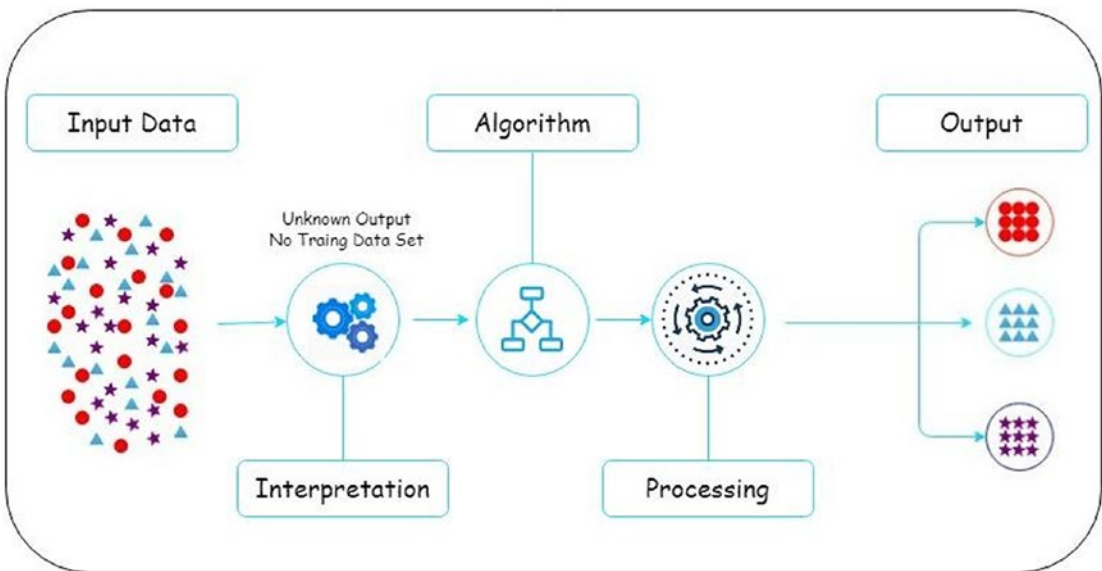 Input Data
Algorithm
Output
Unknown Output
No Traing Data Set
Interpretation
Processing